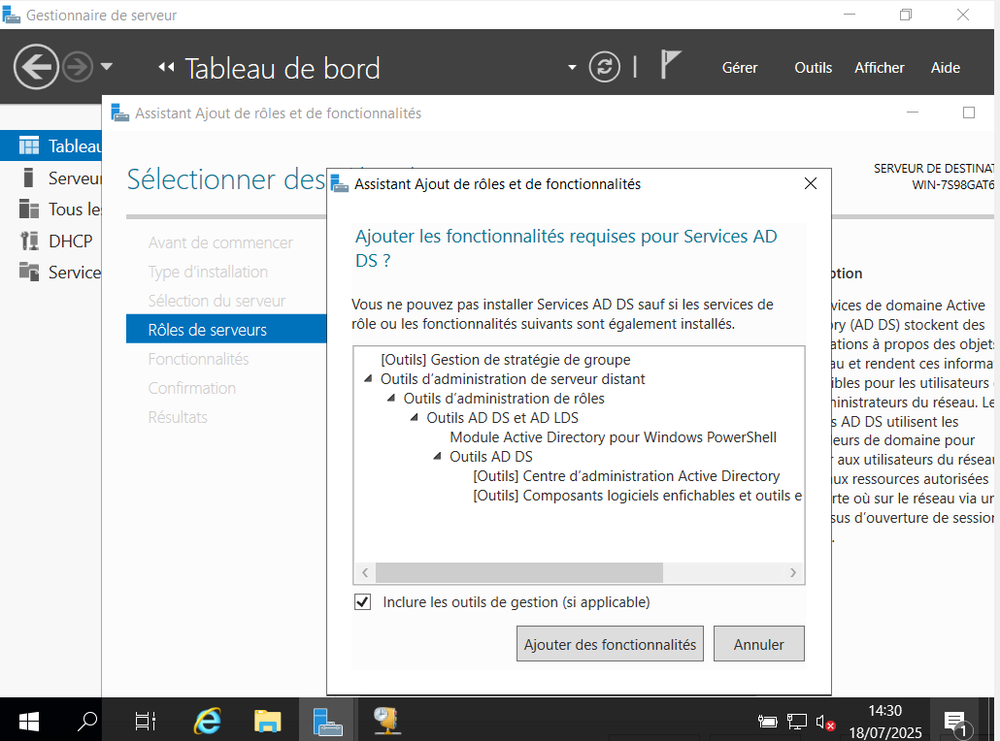 Gestionnaire de serveur
Tableau de bord
Gérer Outils Afficher Aide
Assistant Ajout de rôles et de fonctionnalités
Tableau
Serveur
Tous les
DHCP
Service
Sélectionner des
SERVEUR DE DESTINAT
WIN-7S98GAT6
Avant de commencer
Type d'installation
Sélection du serveur
Rôles de serveurs
Fonctionnalités
Confirmation
Résultats
Assistant Ajout de rôles et de fonctionnalités
Ajouter les fonctionnalités requises pour Services AD
DS ?
Vous ne pouvez pas installer Services AD DS sauf si les services de
rôle ou les fonctionnalités suivants sont également installés.
[Outils] Gestion de stratégie de groupe
Outils d'administration de serveur distant
Outils d'administration de rôles
Outils AD DS et AD LDS
Module Active Directory pour Windows PowerShell
Outils AD DS
[Outils] Centre d'administration Active Directory
[Outils] Composants logiciels enfichables et outils e
Inclure les outils de gestion (si applicable)
Ajouter des fonctionnalités
Annuler
ption
vices de domaine Active
ry (AD DS) stockent des
ations à propos des objets
au et rendent ces informa
ibles pour les utilisateurs
ministrateurs du réseau. Le
s AD DS utilisent les
eurs de domaine pour
r aux utilisateurs du réseau
ux ressources autorisées
rte où sur le réseau via un
sus d'ouverture de session
.
14:30
18/07/2025
1